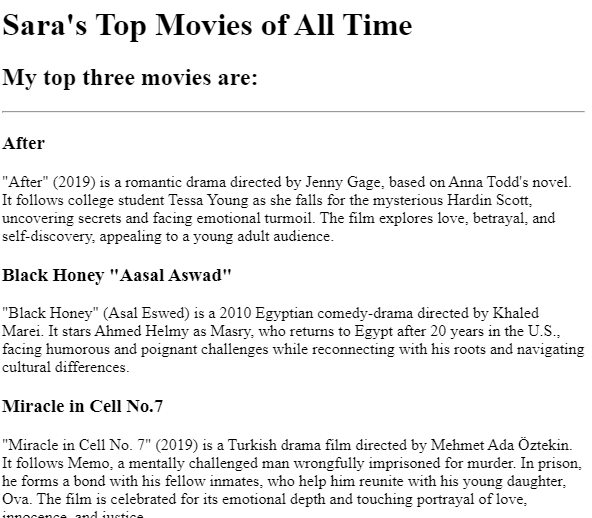 Sara's Top Movies of All Time
My top three movies are:
After
"After" (2019) is a romantic drama directed by Jenny Gage, based on Anna Todd's novel.
It follows college student Tessa Young as she falls for the mysterious Hardin Scott,
uncovering secrets and facing emotional turmoil. The film explores love, betrayal, and
self-discovery, appealing to a young adult audience.
Black Honey "Aasal Aswad"
"Black Honey" (Asal Eswed) is a 2010 Egyptian comedy-drama directed by Khaled
Marei. It stars Ahmed Helmy as Masry, who returns to Egypt after 20 years in the U.S.,
facing humorous and poignant challenges while reconnecting with his roots and navigating
cultural differences.
Miracle in Cell No.7
"Miracle in Cell No. 7" (2019) is a Turkish drama film directed by Mehmet Ada Öztekin.
It follows Memo, a mentally challenged man wrongfully imprisoned for murder. In prison,
he forms a bond with his fellow inmates, who help him reunite with his young daughter,
Ova. The film is celebrated for its emotional depth and touching portrayal of love,
innocence, and justice